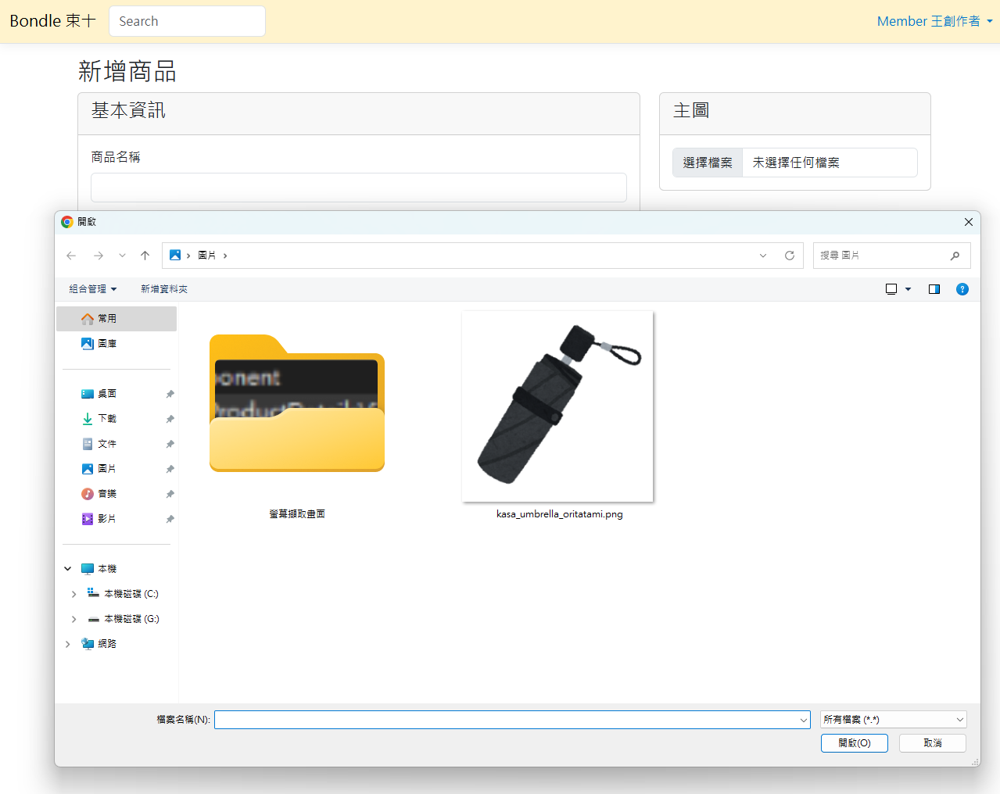 Bondle 束十
Search
Member 王創作者
新增商品
基本資訊
主圖
商品名稱
選擇檔案
未選擇任何檔案
開啟
圖片
搜尋 圖片
組合管理
新增資料夾
常用
圖庫
桌面
下載
文件
圖片
音樂
影片
本機
本機磁碟 (C:)
本機磁碟 (G:)
網路
ponent
ProductDetail
螢幕擷取畫面
kasa_umbrella_oritatami.png
檔案名稱(N):
所有檔案 (*.*)
開啟(O)
取消